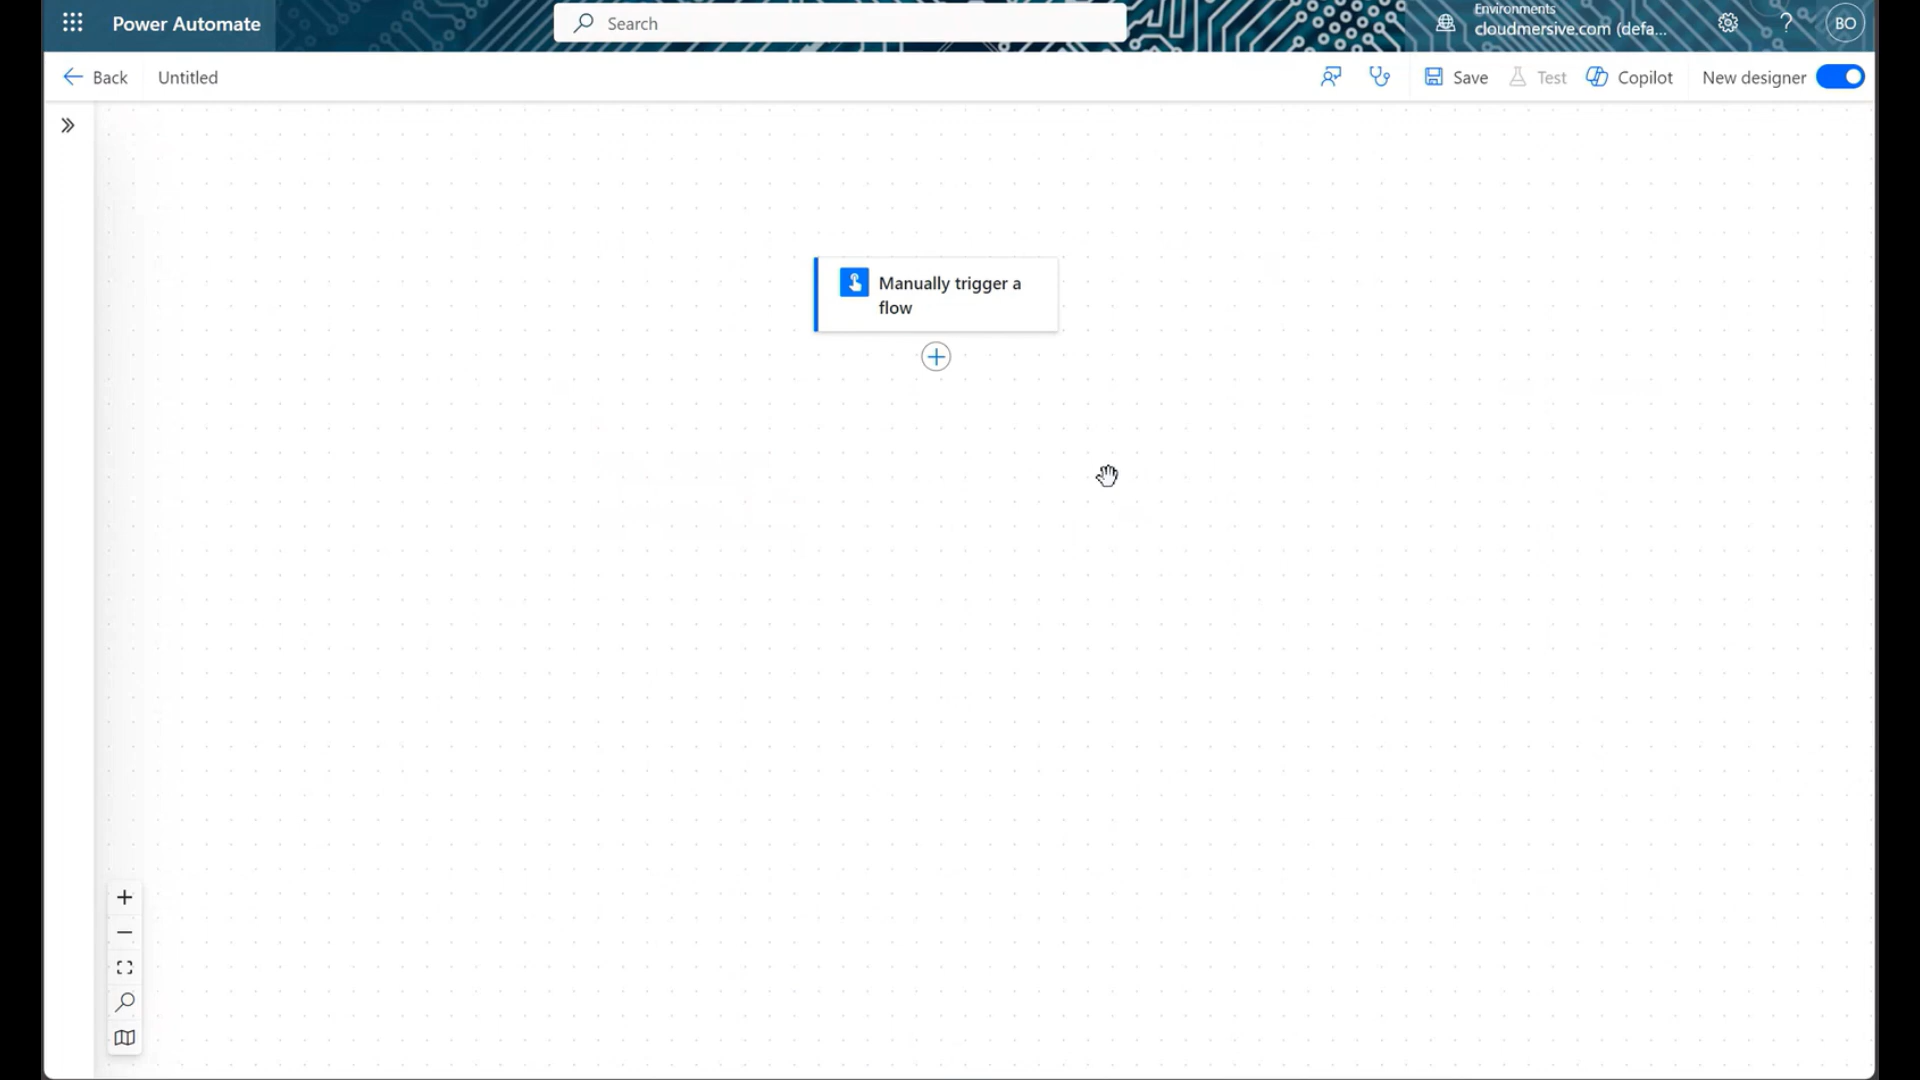 Power Automate
Search
Environments
cloudmersive.com (defa...
BO
Back
Untitled
Save
Test
Copilot
New designer
Manually trigger a
flow